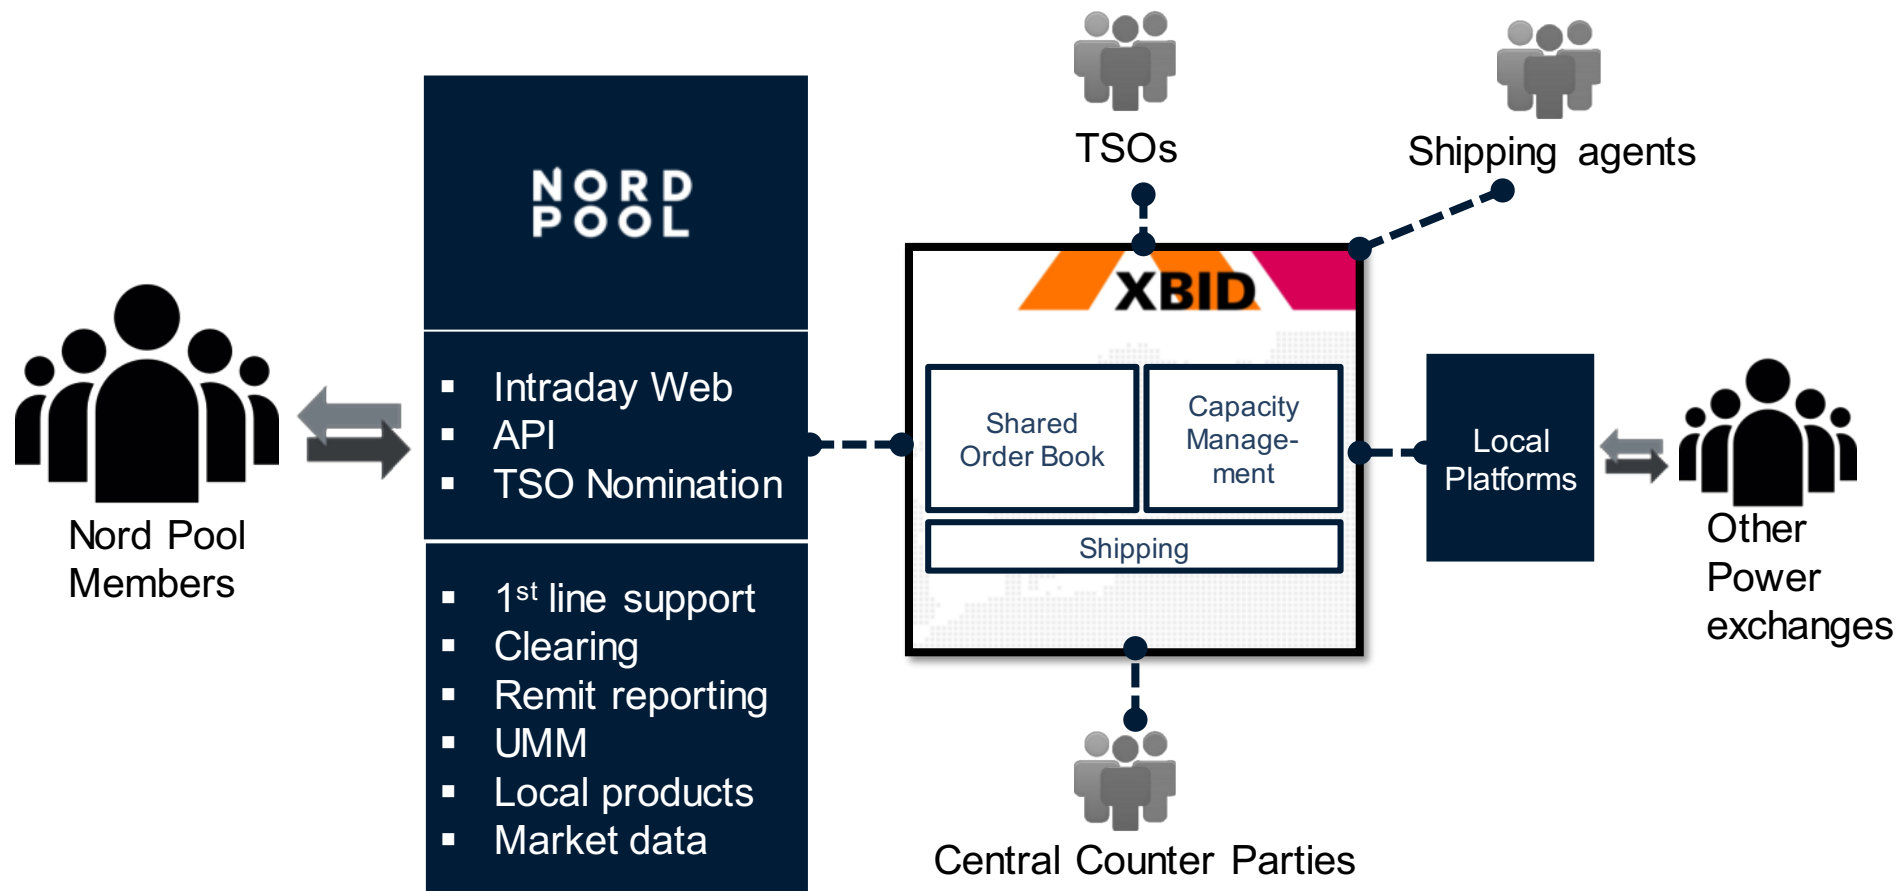 NORD
POOL
▪ Intraday Web
▪ API
▪ TSO Nomination
▪ 1st line support
▪ Clearing
▪ Remit reporting
▪ UMM
▪ Local products
▪ Market data
Nord Pool
Members
TSOs
Shipping agents
XBID
Shared
Order Book
Capacity
Manage-
ment
Shipping
Local
Platforms
Other
Power
exchanges
Central Counter Parties